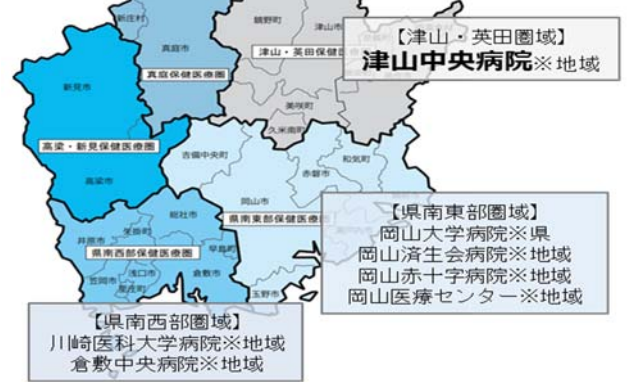 新庄村
鏡野町
津山市
真庭市
津山・英田保健医
真庭保健医療圏
新見市
美咲町
久米南町
高梁・新見保健医療圏
高梁市
吉備中央町
和気町
赤磐市
岡山市
県南東部保健医療
総社市
矢掛町
井原市
早島町
県南西部保健医療圏
笠岡市
浅口市
倉敷市
里庄町
玉野市
【津山・英田圏域】
津山中央病院※地域
【県南東部圏域】
岡山大学病院※県
岡山済生会病院※地域
岡山赤十字病院※地域
岡山医療センター※地域
【県南西部圏域】
川崎医科大学病院※地域
倉敷中央病院※地域